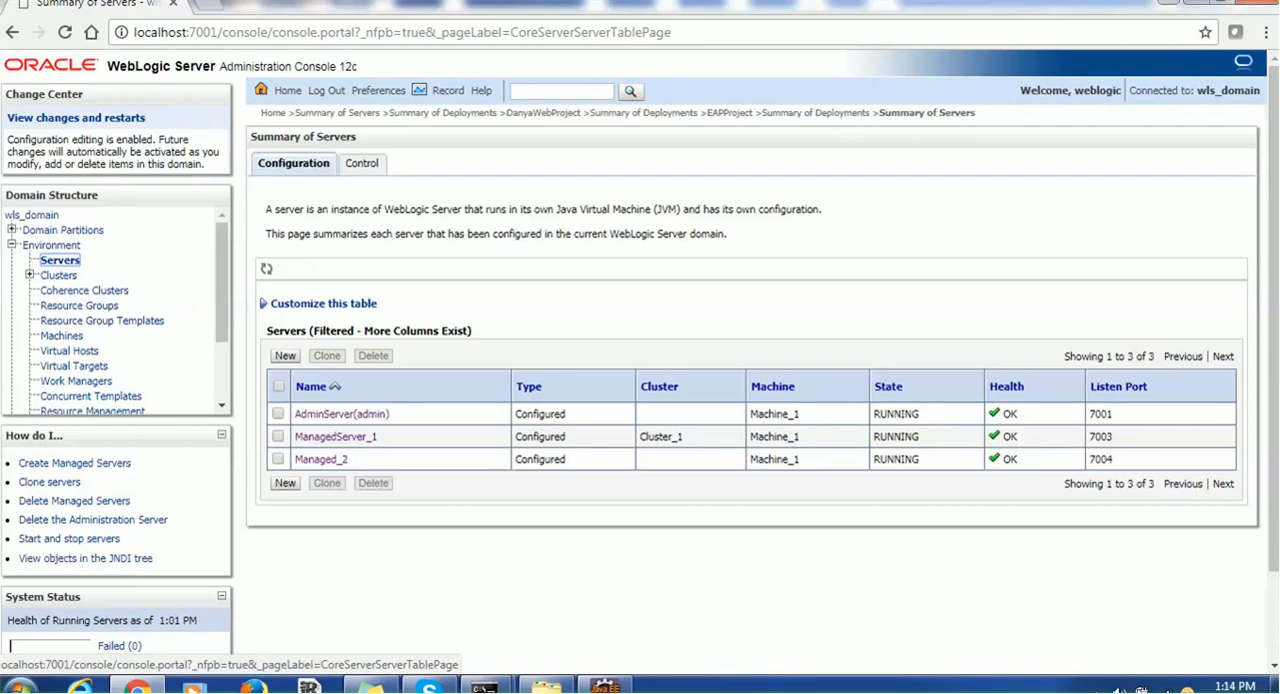 Summary of Servers - wls
localhost:7001/console/console.portal?_nfpb=true&_pageLabel=CoreServerServerTablePage
ORACLE WebLogic Server Administration Console 12c
Change Center
View changes and restarts
Configuration editing is enabled. Future
changes will automatically be activated as you
modify, add or delete items in this domain.
Domain Structure
wls_domain
Domain Partitions
Environment
Servers
Clusters
Coherence Clusters
Resource Groups
Resource Group Templates
Machines
Virtual Hosts
Virtual Targets
Work Managers
Concurrent Templates
Resource Management
How do I...
Create Managed Servers
Clone servers
Delete Managed Servers
Delete the Administration Server
Start and stop servers
View objects in the JNDI tree
System Status
Health of Running Servers as of 1:01 PM
Failed (0)
Home Log Out Preferences Record Help
Welcome, weblogic Connected to: wls_domain
Home >Summary of Servers >Summary of Deployments >DanyaWebProject >Summary of Deployments >EAPProject >Summary of Deployments >Summary of Servers
Summary of Servers
Configuration Control
A server is an instance of WebLogic Server that runs in its own Java Virtual Machine (JVM) and has its own configuration.
This page summarizes each server that has been configured in the current WebLogic Server domain.
Customize this table
Servers (Filtered - More Columns Exist)
New Clone Delete Showing 1 to 3 of 3 Previous | Next
Name Type Cluster Machine State Health Listen Port
AdminServer(admin) Configured Machine_1 RUNNING OK 7001
ManagedServer_1 Configured Cluster_1 Machine_1 RUNNING OK 7003
Managed_2 Configured Machine_1 RUNNING OK 7004
New Clone Delete Showing 1 to 3 of 3 Previous | Next
ocalhost:7001/console/console.portal?_nfpb=true&_pageLabel=CoreServerServerTablePage
Java EE
1:14 PM